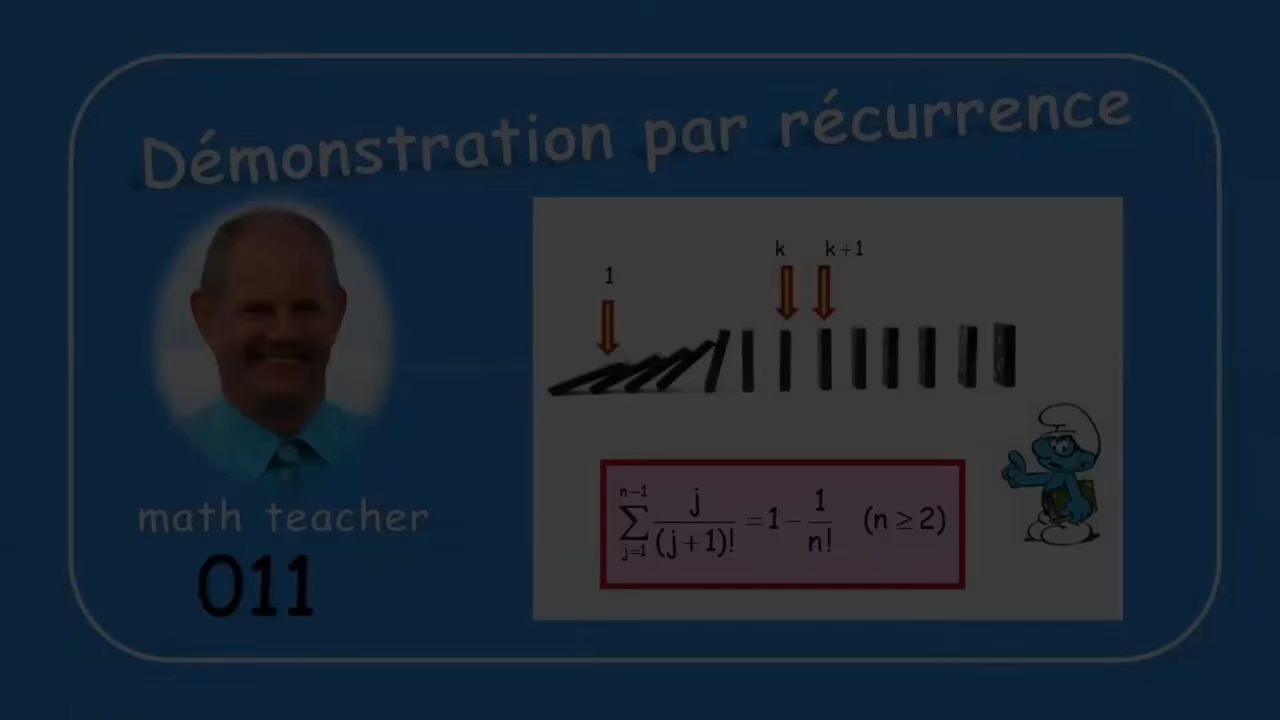 Démonstration par récurrence
1
k
k+1
math teacher
011
n−1
∑ j/(j+1)! = 1 − 1/n! (n ≥ 2)
j=1